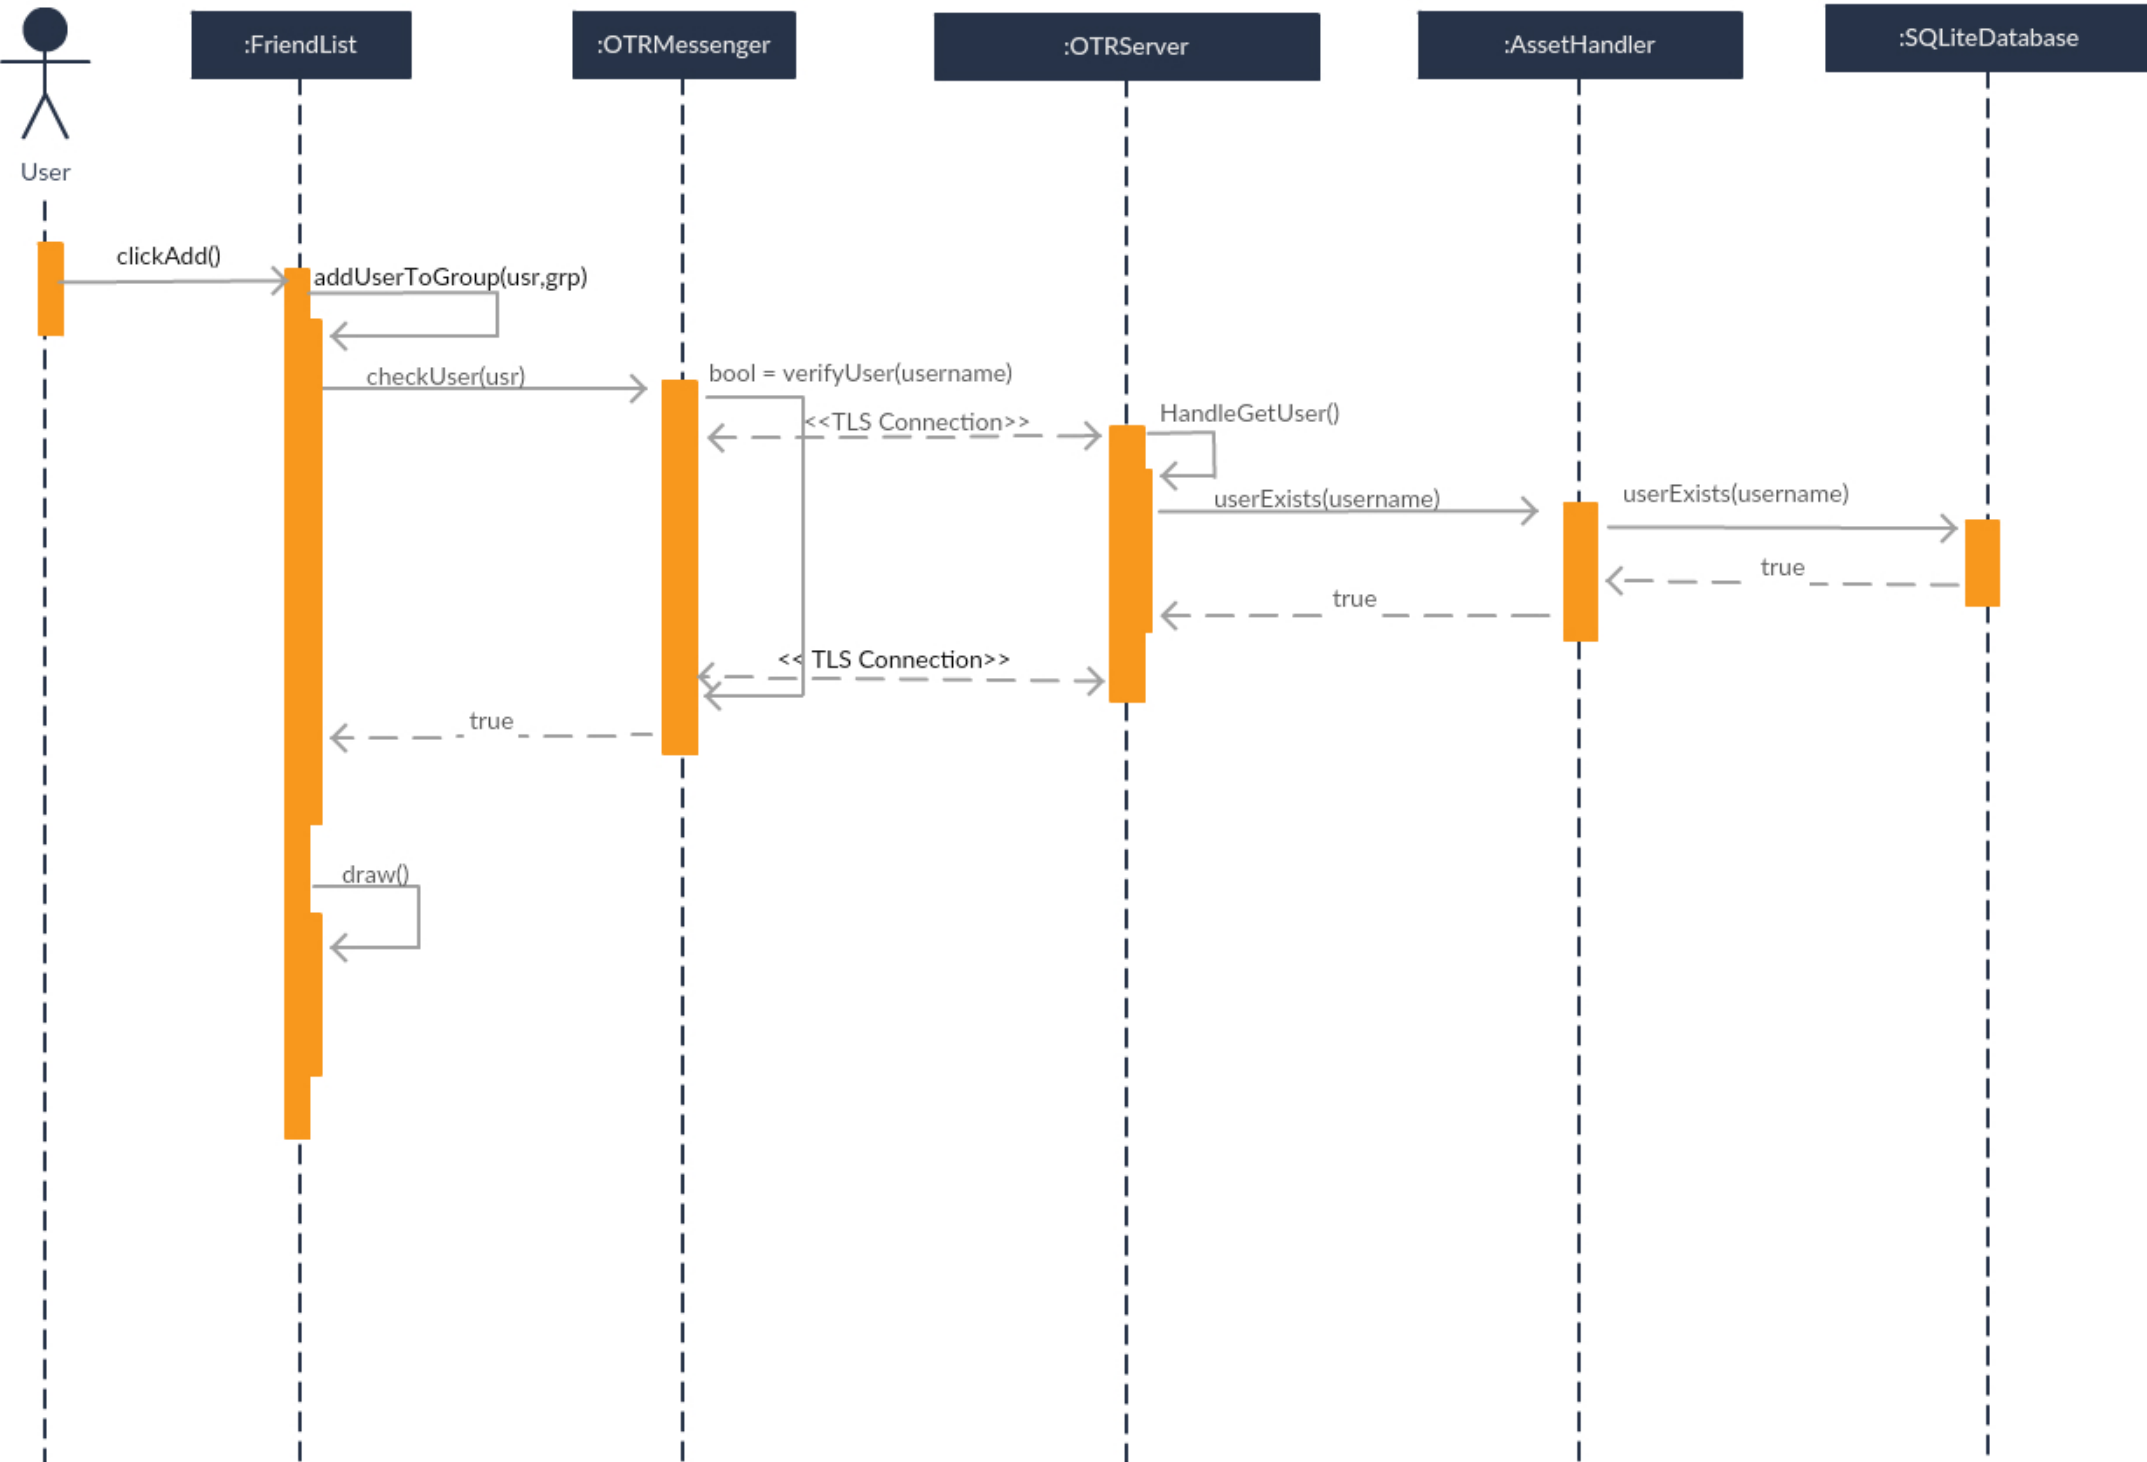 :FriendList
:OTRMessenger
:OTRServer
:AssetHandler
:SQLiteDatabase
User
clickAdd()
addUserToGroup(usr,grp)
checkUser(usr)
bool = verifyUser(username)
<<TLS Connection>>
HandleGetUser()
userExists(username)
userExists(username)
true
true
<< TLS Connection>>
true
draw()